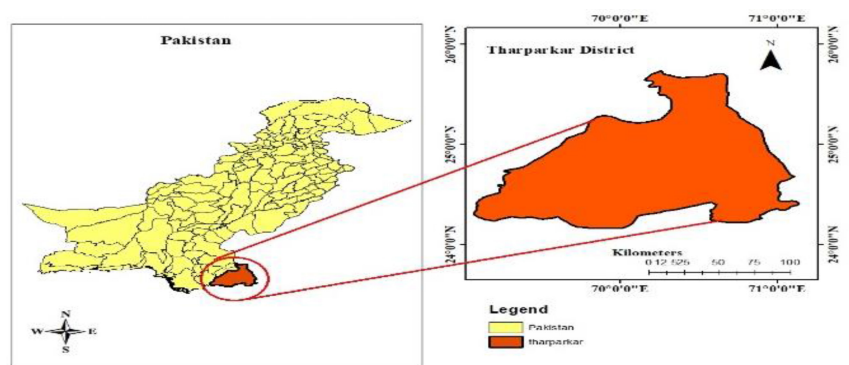 Pakistan
N
W E
S
70°0'0"E 71°0'0"E
Tharparkar District
N
26°0'0"N
25°0'0"N
24°0'0"N
26°0'0"N
25°0'0"N
24°0'0"N
Kilometers
0 12.525 50 75 100
70°0'0"E 71°0'0"E
Legend
Pakistan
tharparkar